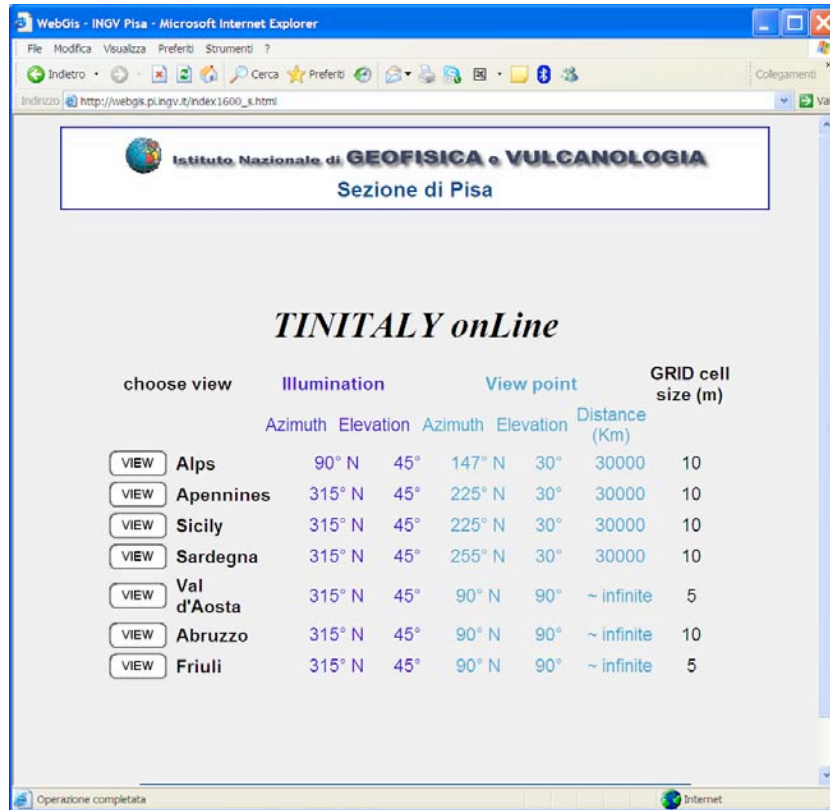 WebGis - INGV Pisa - Microsoft Internet Explorer
File Modifica Visualizza Preferiti Strumenti ?
Indietro Cerca Preferiti Collegamenti
Indirizzo http://webgis.pi.ingv.it/index1600_s.html Vai
Istituto Nazionale di GEOFISICA e VULCANOLOGIA
Sezione di Pisa
TINITALY onLine
choose view Illumination View point GRID cell size (m)
Azimuth Elevation Azimuth Elevation Distance (Km)
VIEW Alps 90° N 45° 147° N 30° 30000 10
VIEW Apennines 315° N 45° 225° N 30° 30000 10
VIEW Sicily 315° N 45° 225° N 30° 30000 10
VIEW Sardegna 315° N 45° 255° N 30° 30000 10
VIEW Val d'Aosta 315° N 45° 90° N 90° ~ infinite 5
VIEW Abruzzo 315° N 45° 90° N 90° ~ infinite 10
VIEW Friuli 315° N 45° 90° N 90° ~ infinite 5
Operazione completata Internet